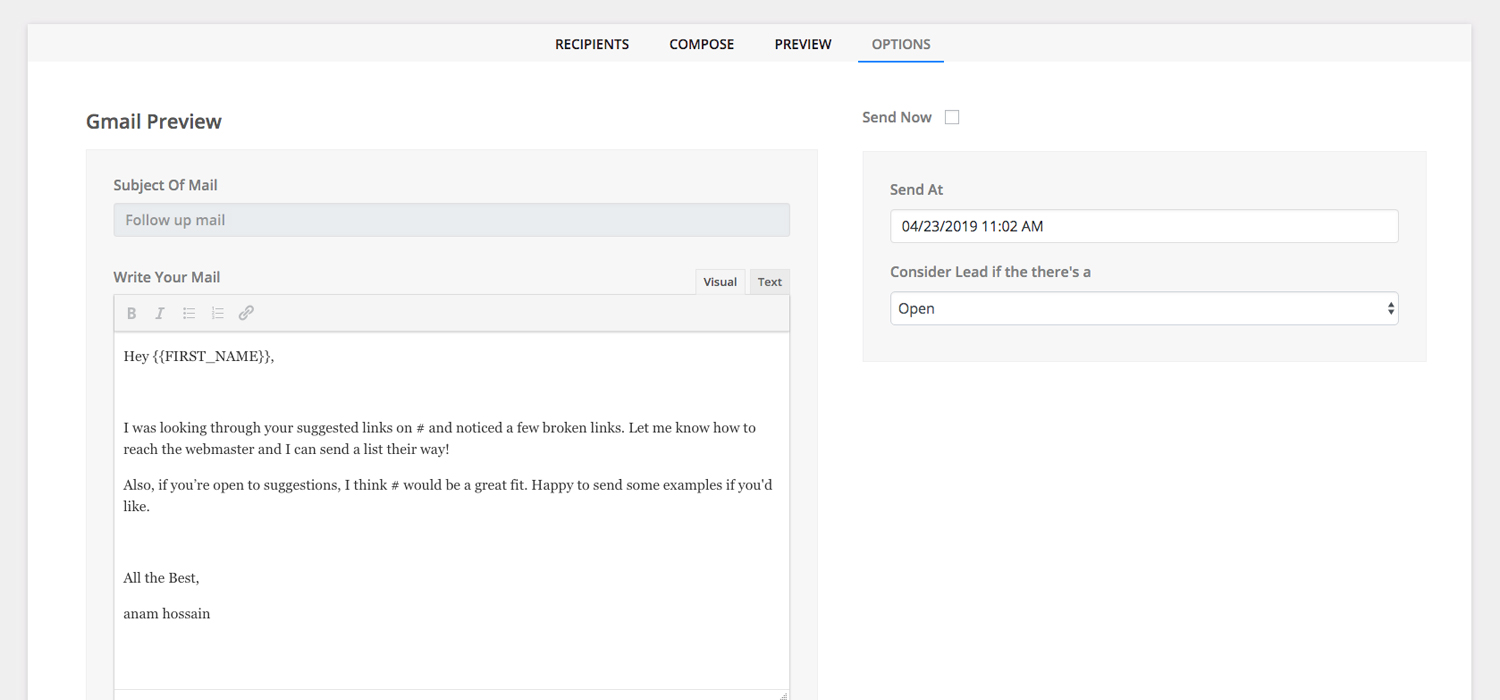 RECIPIENTS COMPOSE PREVIEW OPTIONS
Gmail Preview
Subject Of Mail
Follow up mail
Write Your Mail
Visual Text
B I
Hey {{FIRST_NAME}},
I was looking through your suggested links on # and noticed a few broken links. Let me know how to
reach the webmaster and I can send a list their way!
Also, if you’re open to suggestions, I think # would be a great fit. Happy to send some examples if you'd
like.
All the Best,
anam hossain
Send Now
Send At
04/23/2019 11:02 AM
Consider Lead if the there's a
Open